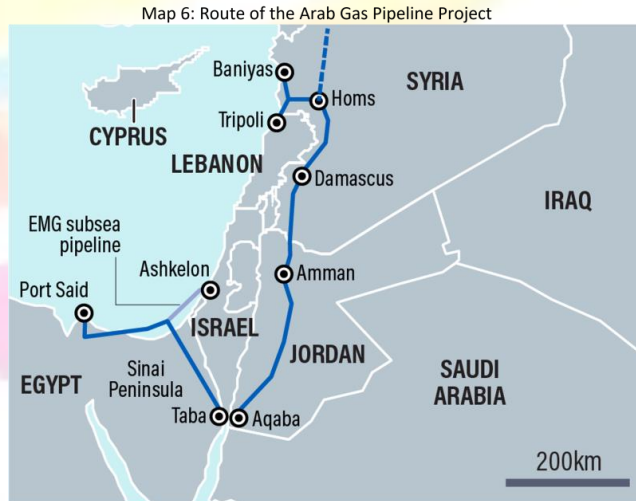 Map 6: Route of the Arab Gas Pipeline Project
Baniyas
SYRIA
Homs
Tripoli
CYPRUS
LEBANON
Damascus
IRAQ
EMG subsea
pipeline
Ashkelon
Amman
Port Said
ISRAEL
JORDAN
Sinai
Peninsula
EGYPT
SAUDI
ARABIA
Taba
Aqaba
200km